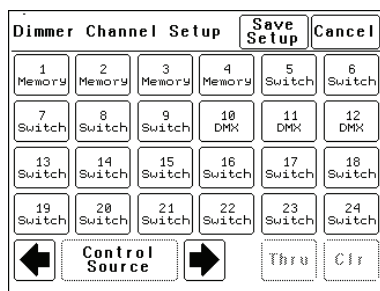 Dimmer Channel Setup
Save Setup
Cancel
1 Memory
2 Memory
3 Memory
4 Memory
5 Switch
6 Switch
7 Switch
8 Switch
9 Switch
10 DMX
11 DMX
12 DMX
13 Switch
14 Switch
15 Switch
16 Switch
17 Switch
18 Switch
19 Switch
20 Switch
21 Switch
22 Switch
23 Switch
24 Switch
Control Source
Thru
Clr